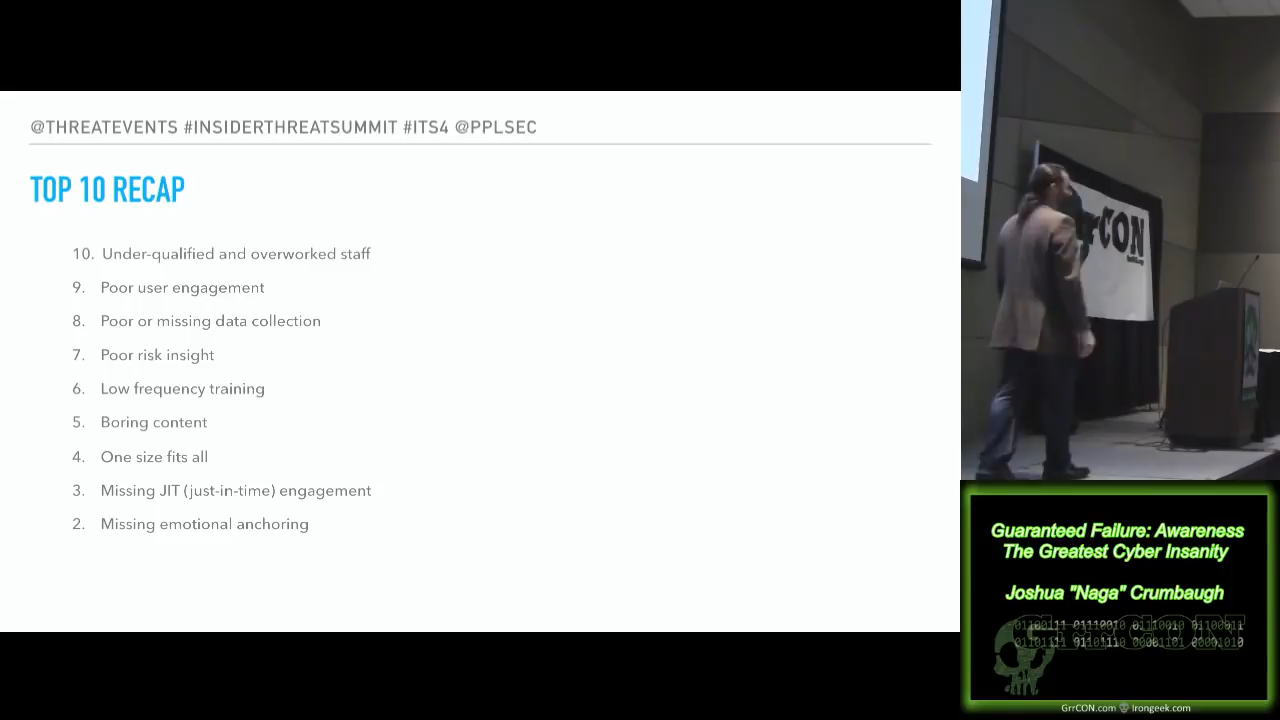 @THREATEVENTS #INSIDERTHREATSUMMIT #ITS4 @PPLSEC
TOP 10 RECAP
10. Under-qualified and overworked staff
9. Poor user engagement
8. Poor or missing data collection
7. Poor risk insight
6. Low frequency training
5. Boring content
4. One size fits all
3. Missing JIT (just-in-time) engagement
2. Missing emotional anchoring
CON
Guaranteed Failure: Awareness
The Greatest Cyber Insanity
Joshua "Naga" Crumbaugh
GrrCON
GrrCON.com Irongeek.com